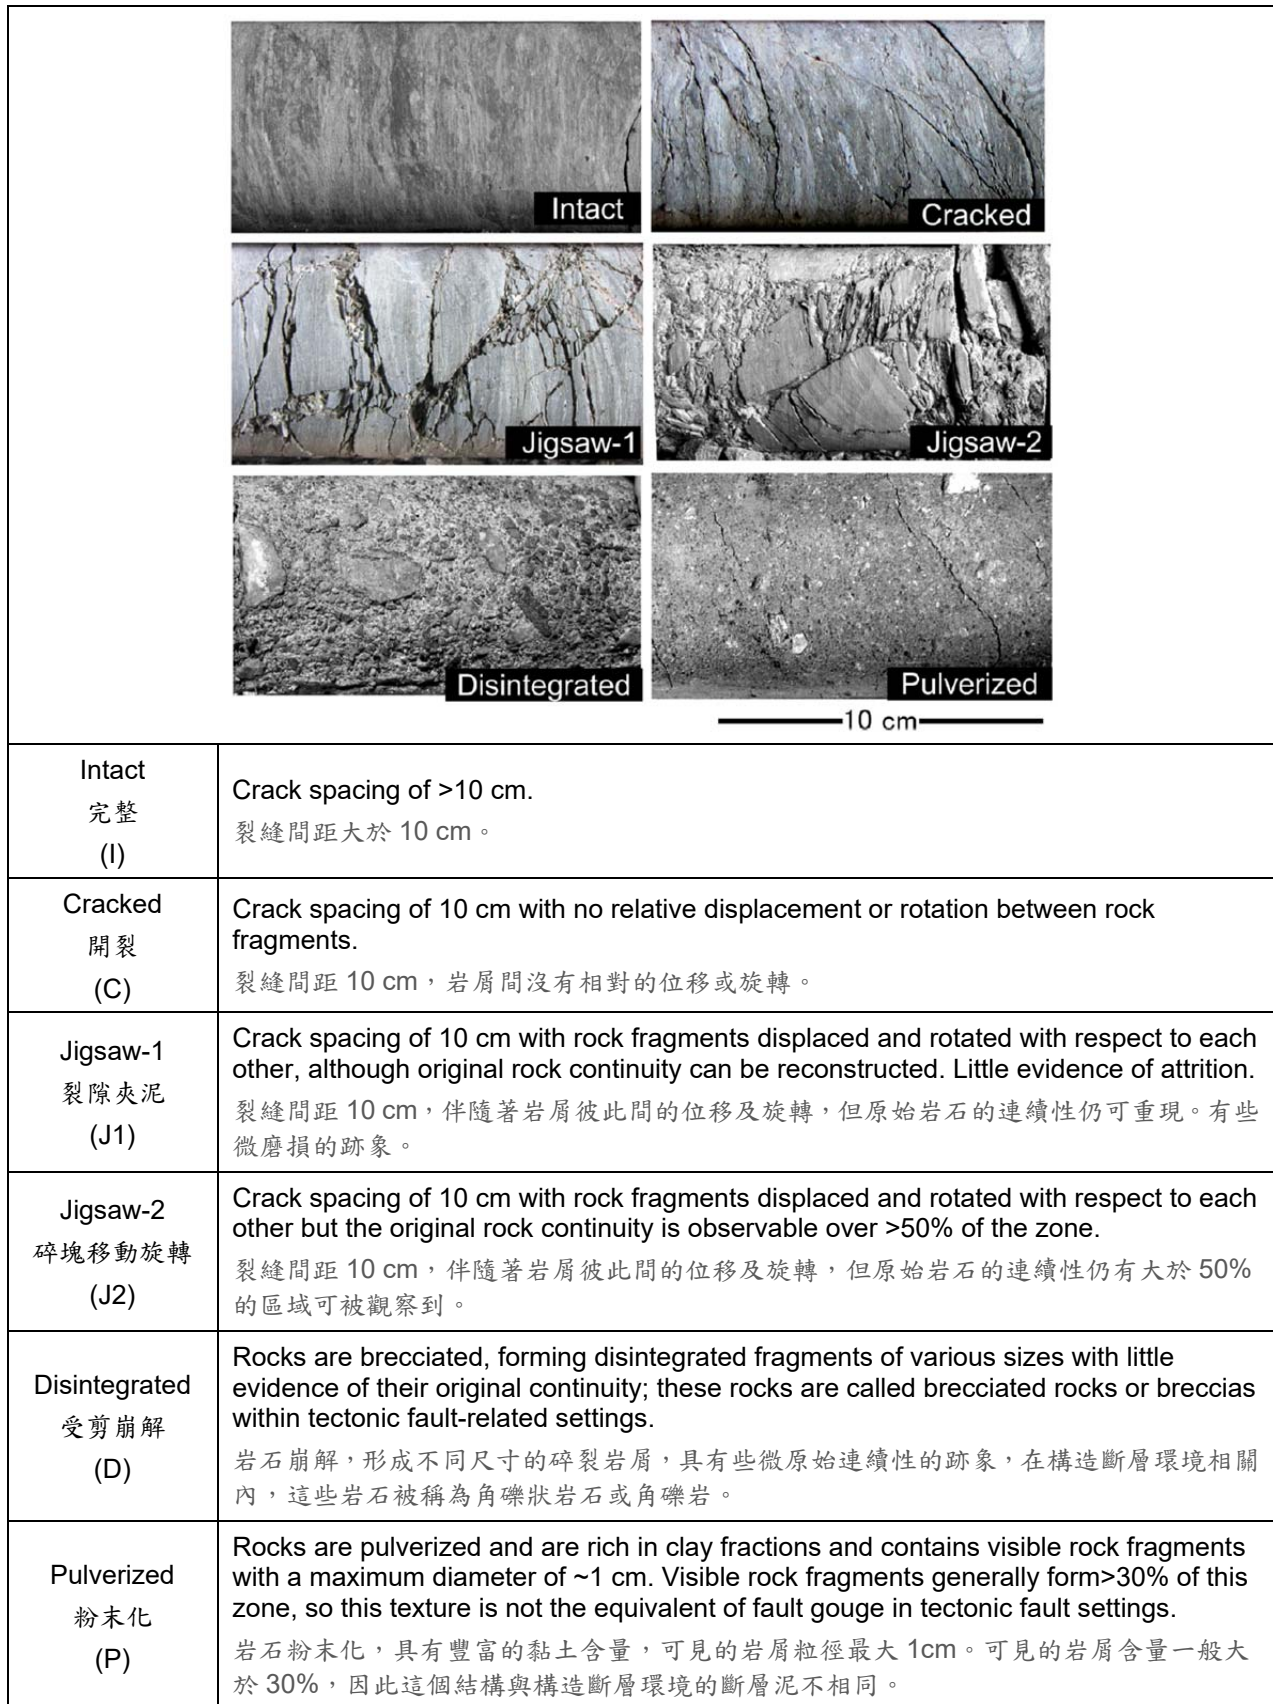 Intact
Cracked
Jigsaw-1
Jigsaw-2
Disintegrated
Pulverized
10 cm
Intact
完整
(I)
Crack spacing of >10 cm.
裂縫間距大於 10 cm。
Cracked
開裂
(C)
Crack spacing of 10 cm with no relative displacement or rotation between rock
fragments.
裂縫間距 10 cm，岩屑間沒有相對的位移或旋轉。
Jigsaw-1
裂隙夾泥
(J1)
Crack spacing of 10 cm with rock fragments displaced and rotated with respect to each
other, although original rock continuity can be reconstructed. Little evidence of attrition.
裂縫間距 10 cm，伴隨著岩屑彼此間的位移及旋轉，但原始岩石的連續性仍可重現。有些
微磨損的跡象。
Jigsaw-2
碎塊移動旋轉
(J2)
Crack spacing of 10 cm with rock fragments displaced and rotated with respect to each
other but the original rock continuity is observable over >50% of the zone.
裂縫間距 10 cm，伴隨著岩屑彼此間的位移及旋轉，但原始岩石的連續性仍有大於 50%
的區域可被觀察到。
Disintegrated
受剪崩解
(D)
Rocks are brecciated, forming disintegrated fragments of various sizes with little
evidence of their original continuity; these rocks are called brecciated rocks or breccias
within tectonic fault-related settings.
岩石崩解，形成不同尺寸的碎裂岩屑，具有些微原始連續性的跡象，在構造斷層環境相關
內，這些岩石被稱為角礫狀岩石或角礫岩。
Pulverized
粉末化
(P)
Rocks are pulverized and are rich in clay fractions and contains visible rock fragments
with a maximum diameter of ~1 cm. Visible rock fragments generally form>30% of this
zone, so this texture is not the equivalent of fault gouge in tectonic fault settings.
岩石粉末化，具有豐富的黏土含量，可見的岩屑粒徑最大 1cm。可見的岩屑含量一般大
於 30%，因此這個結構與構造斷層環境的斷層泥不相同。